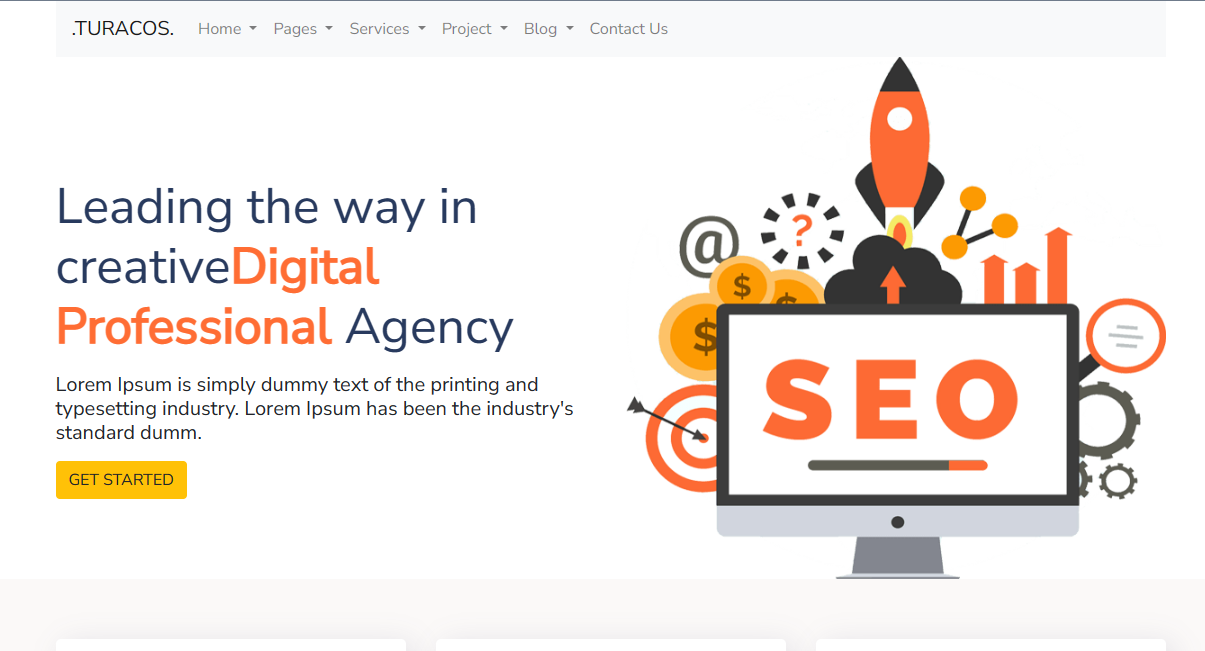 .TURACOS. Home Pages Services Project Blog Contact Us
Leading the way in
creativeDigital
Professional Agency
Lorem Ipsum is simply dummy text of the printing and
typesetting industry. Lorem Ipsum has been the industry's
standard dumm.
GET STARTED
@
?
$
$
$
SEO